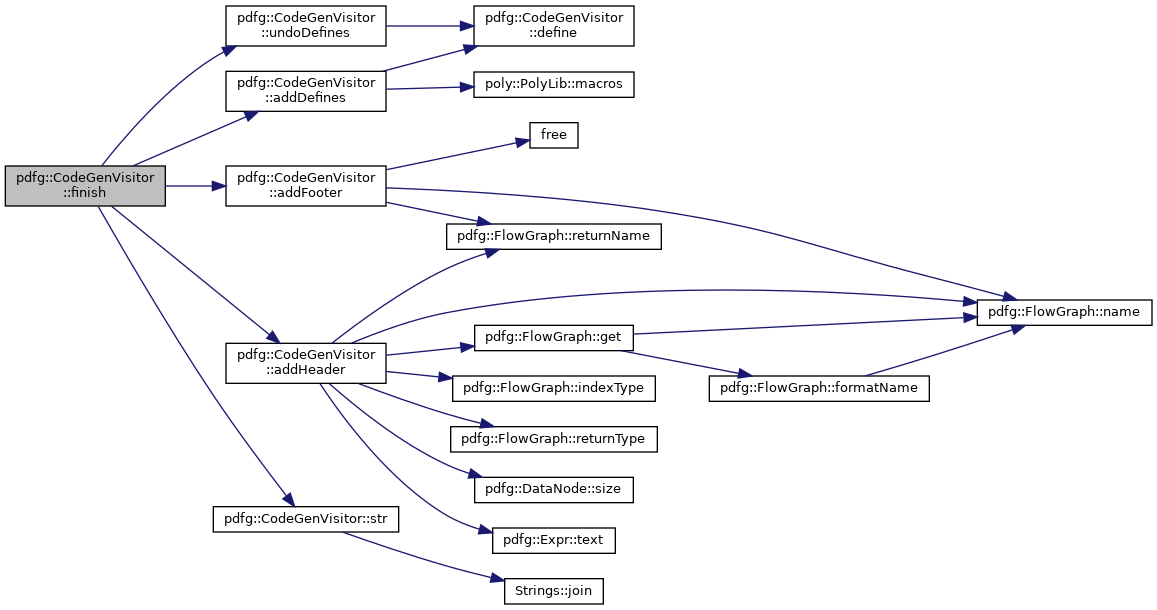 pdfg::CodeGenVisitor
::undoDefines
pdfg::CodeGenVisitor
::define
pdfg::CodeGenVisitor
::addDefines
poly::PolyLib::macros
free
pdfg::CodeGenVisitor
::finish
pdfg::CodeGenVisitor
::addFooter
pdfg::FlowGraph::returnName
pdfg::FlowGraph::name
pdfg::FlowGraph::get
pdfg::CodeGenVisitor
::addHeader
pdfg::FlowGraph::indexType
pdfg::FlowGraph::formatName
pdfg::FlowGraph::returnType
pdfg::DataNode::size
pdfg::CodeGenVisitor::str
pdfg::Expr::text
Strings::join